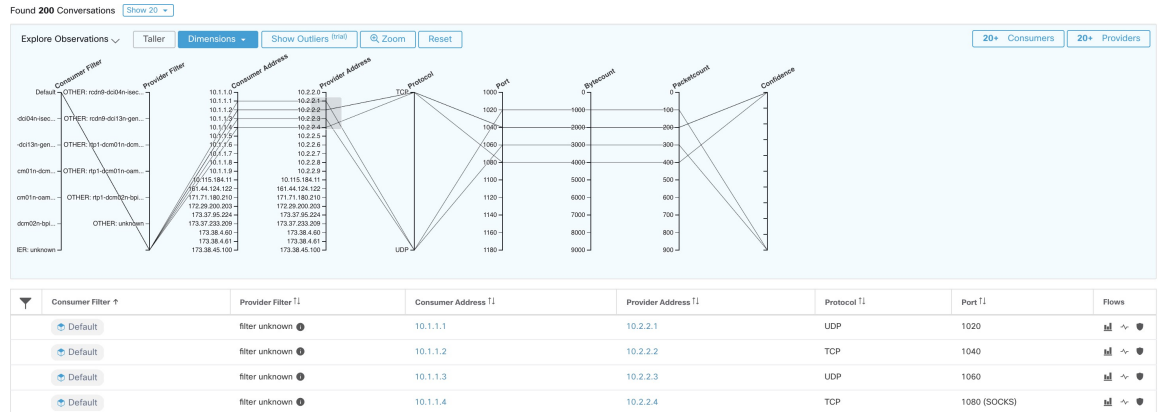 Found 200 Conversations Show 20
Explore Observations Taller Dimensions Show Outliers (trial) Zoom Reset 20+ Consumers 20+ Providers
Consumer Filter Provider Filter Consumer Address Provider Address Protocol Port Bytecount Packetcount Confidence
Default OTHER: rcdn9-dci04n-isec... 10.1.1.0 10.2.2.0 TCP 1000 0 0
10.1.1.1 10.2.2.1
10.1.1.2 10.2.2.2 1020 1000 100
-dci04n-isec... OTHER: rcdn9-dci13n-gen... 10.1.1.3 10.2.2.3
10.1.1.4 10.2.2.4 1040 2000 200
10.1.1.5 10.2.2.5
-dci13n-gen... OTHER: rtp1-dcm01n-dcm... 10.1.1.6 10.2.2.6 1060 3000 300
10.1.1.7 10.2.2.7
10.1.1.8 10.2.2.8 1080 4000 400
cm01n-dcm... OTHER: rtp1-dcm01n-oam... 10.1.1.9 10.2.2.9
10.115.184.11 10.115.184.11 1100 5000 500
161.44.124.122 161.44.124.122
cm01n-oam... OTHER: rtp1-dcm02n-bpi... 171.71.180.210 171.71.180.210 1120 6000 600
172.29.200.203 172.29.200.203
173.37.95.224 173.37.95.224 1140 7000 700
dcm02n-bpi... OTHER: unknown 173.37.233.209 173.37.233.209
173.38.4.60 173.38.4.60 1160 8000 800
173.38.4.61 173.38.4.61
IER: unknown 173.38.45.100 173.38.45.100 UDP 1180 9000 900
Consumer Filter ↑ Provider Filter ↑↓ Consumer Address ↑↓ Provider Address ↑↓ Protocol ↑↓ Port ↑↓ Flows
Default filter unknown 10.1.1.1 10.2.2.1 UDP 1020
Default filter unknown 10.1.1.2 10.2.2.2 TCP 1040
Default filter unknown 10.1.1.3 10.2.2.3 UDP 1060
Default filter unknown 10.1.1.4 10.2.2.4 TCP 1080 (SOCKS)